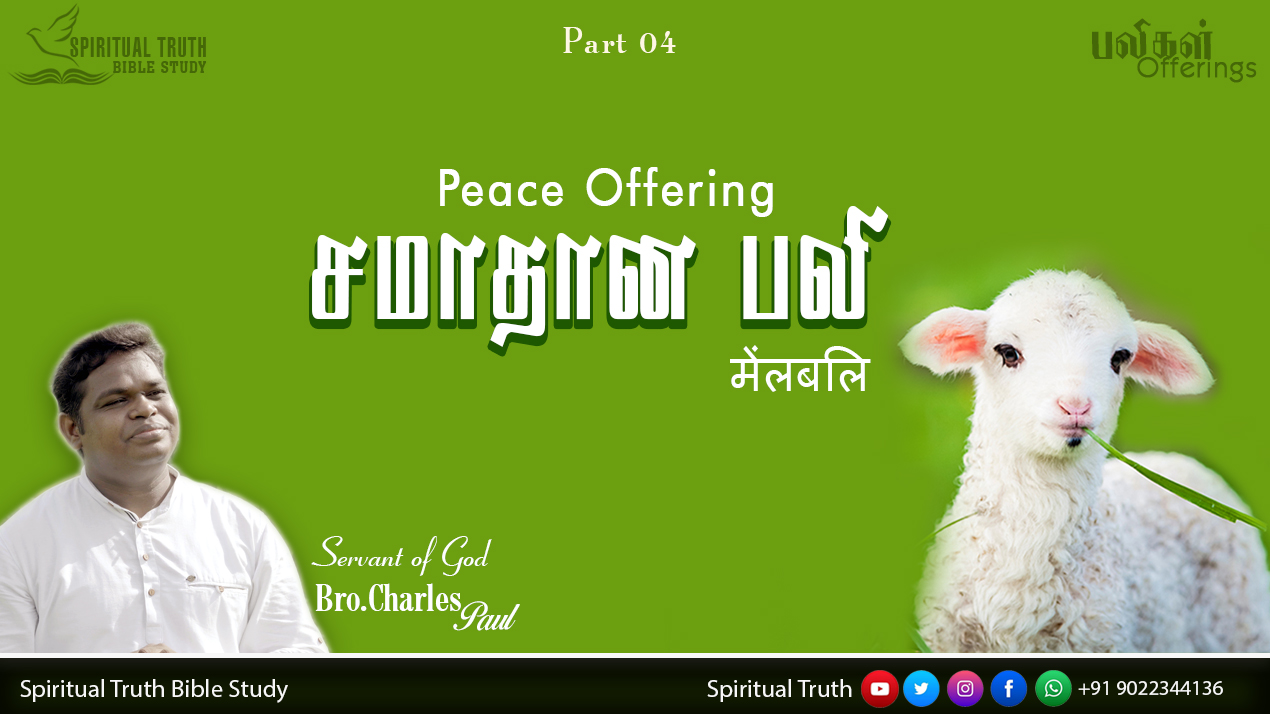 SPIRITUAL TRUTH
BIBLE STUDY
Part 04
பலிகள்
Offerings
Peace Offering
சமாதான பலி
मेंलबलि
Servant of God
Bro.Charles
Paul
Spiritual Truth Bible Study
Spiritual Truth
+91 9022344136